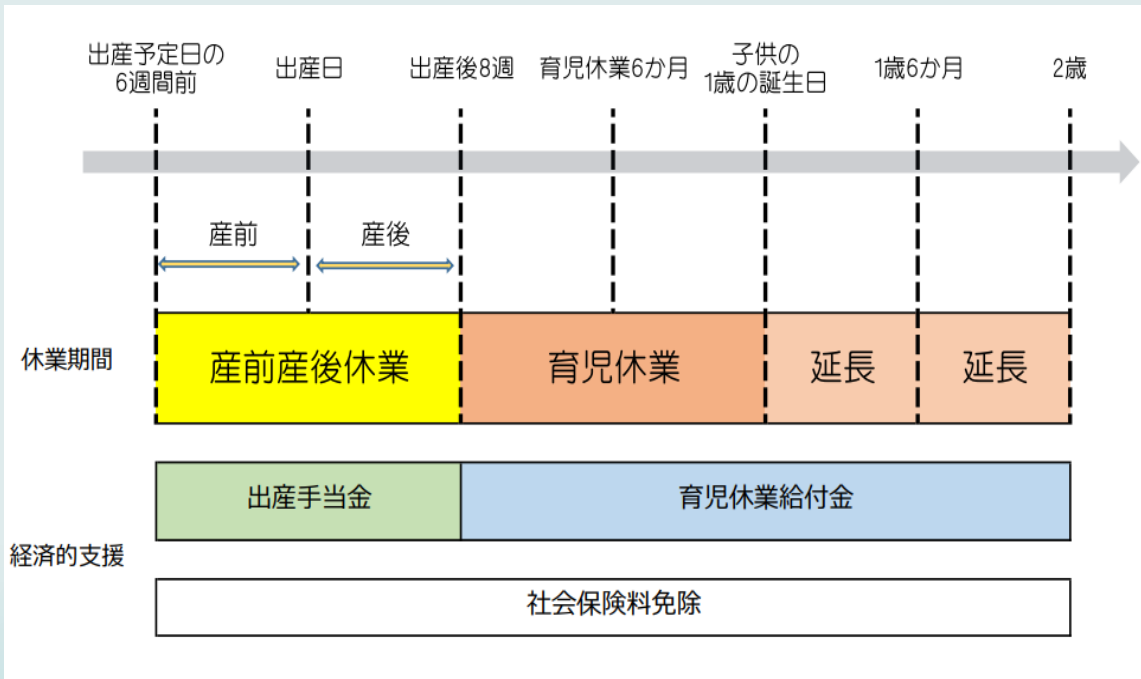 出産予定日の
6週間前
出産日
出産後8週
育児休業6か月
子供の
1歳の誕生日
1歳6か月
2歳
産前
産後
休業期間
産前産後休業
育児休業
延長
延長
出産手当金
育児休業給付金
経済的支援
社会保険料免除